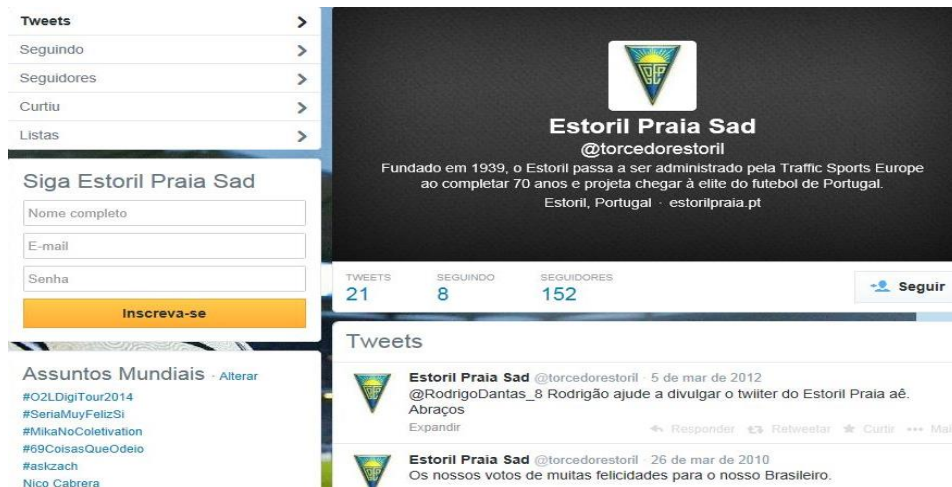 Tweets
Seguindo
Seguidores
Curtiu
Listas
Siga Estoril Praia Sad
Nome completo
E-mail
Senha
Inscreva-se
Assuntos Mundiais · Alterar
#O2LDigiTour2014
#SeriaMuyFelizSi
#MikaNoColetivation
#69CoisasQueOdeio
#askzach
Nico Cabrera
Estoril Praia Sad
@torcedorestoril
Fundado em 1939, o Estoril passa a ser administrado pela Traffic Sports Europe
ao completar 70 anos e projeta chegar à elite do futebol de Portugal.
Estoril, Portugal · estorilpraia.pt
TWEETS SEGUINDO SEGUIDORES
21 8 152
Seguir
Tweets
Estoril Praia Sad @torcedorestoril · 5 de mar de 2012
@RodrigoDantas_8 Rodrigão ajude a divulgar o twiiter do Estoril Praia aê.
Abraços
Expandir Responder Retweetar Curtir Mai
Estoril Praia Sad @torcedorestoril · 26 de mar de 2010
Os nossos votos de muitas felicidades para o nosso Brasileiro.